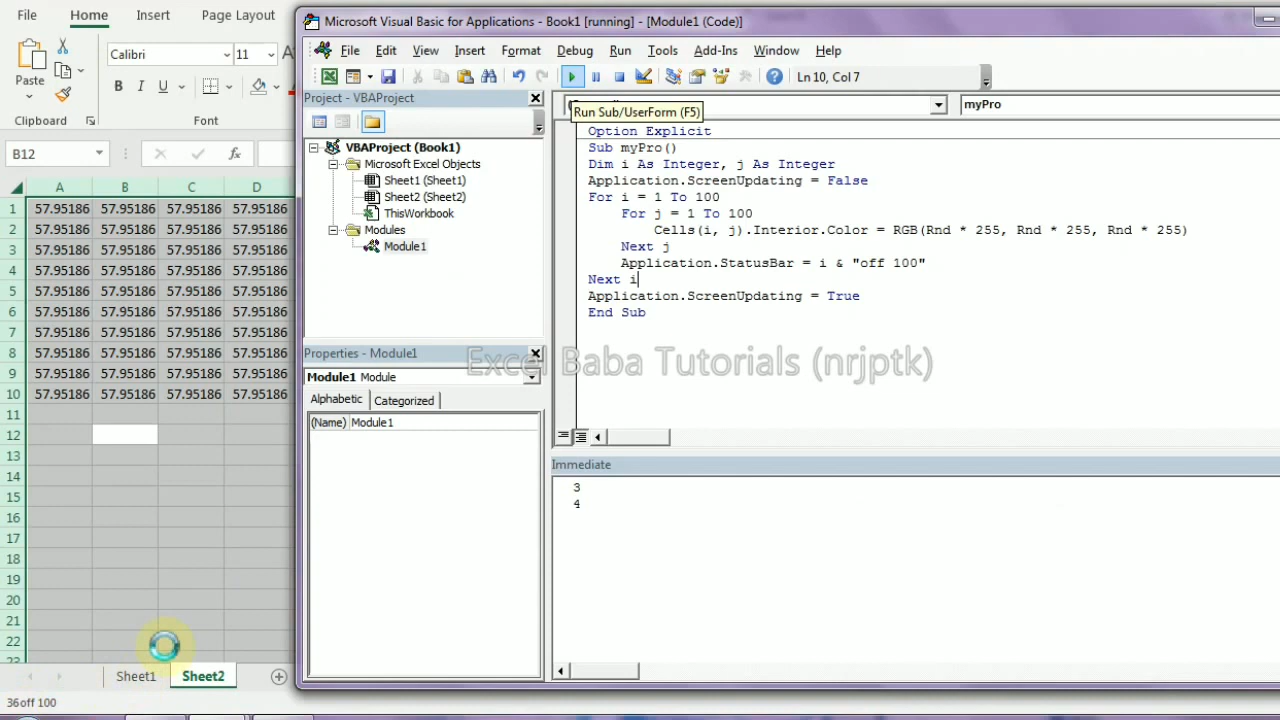 File Home Insert Page Layout
Calibri 11
Paste
B I U
Clipboard Font
B12 fx
A B C D
1 57.95186 57.95186 57.95186 57.95186
2 57.95186 57.95186 57.95186 57.95186
3 57.95186 57.95186 57.95186 57.95186
4 57.95186 57.95186 57.95186 57.95186
5 57.95186 57.95186 57.95186 57.95186
6 57.95186 57.95186 57.95186 57.95186
7 57.95186 57.95186 57.95186 57.95186
8 57.95186 57.95186 57.95186 57.95186
9 57.95186 57.95186 57.95186 57.95186
10 57.95186 57.95186 57.95186 57.95186
11
12
13
14
15
16
17
18
19
20
21
22
Sheet1 Sheet2
36off 100
Microsoft Visual Basic for Applications - Book1 [running] - [Module1 (Code)]
File Edit View Insert Format Debug Run Tools Add-Ins Window Help
Ln 10, Col 7
Project - VBAProject
VBAProject (Book1)
Microsoft Excel Objects
Sheet1 (Sheet1)
Sheet2 (Sheet2)
ThisWorkbook
Modules
Module1
Properties - Module1
Module1 Module
Alphabetic Categorized
(Name) Module1
Run Sub/UserForm (F5)
myPro
Option Explicit
Sub myPro()
Dim i As Integer, j As Integer
Application.ScreenUpdating = False
For i = 1 To 100
For j = 1 To 100
Cells(i, j).Interior.Color = RGB(Rnd * 255, Rnd * 255, Rnd * 255)
Next j
Application.StatusBar = i & "off 100"
Next i
Application.ScreenUpdating = True
End Sub
Excel Baba Tutorials (nrjptk)
Immediate
3
4